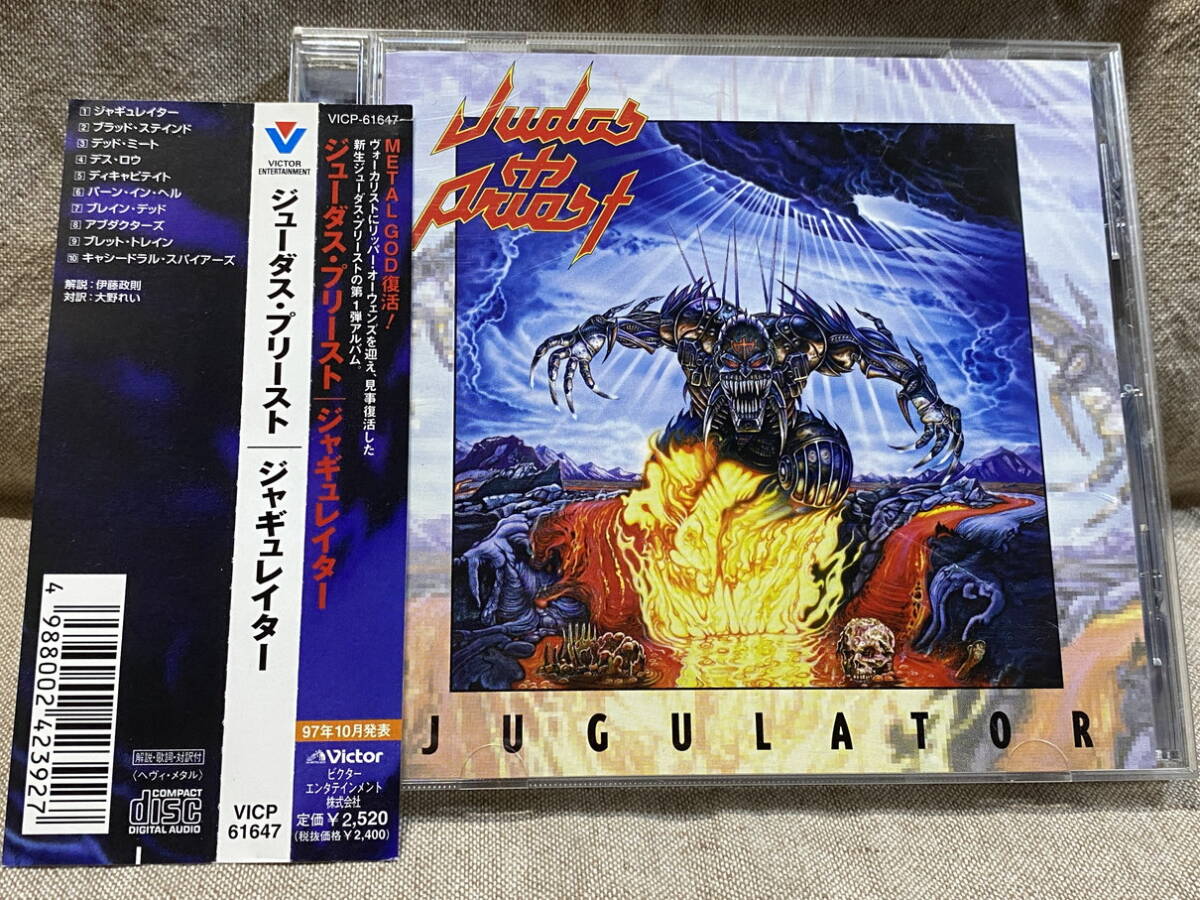 1 ジャギュレイター
2 ブラッド・ステインド
3 デッド・ミート
4 デス・ロウ
5 ディキャピテイト
6 バーン・イン・ヘル
7 ブレイン・デッド
8 アブダクターズ
9 ブレット・トレイン
10 キャシードラル・スパイアーズ
解説：伊藤政則
対訳：大野れい
4 988002 423927
〈ヘヴィ・メタル〉
COMPACT
disc
DIGITAL AUDIO
VICTOR
ENTERTAINMENT
ジューダス・プリースト
ジャギュレイター
VICP
61647
VICP-61647
METAL GOD復活！
ヴォーカリストにリッパー・オーウェンズを迎え、見事復活した
新生ジューダス・プリーストの第1弾アルバム。
ジューダス・プリースト｜ジャギュレイター
97年10月発表
Victor
ビクター
エンタテインメント
株式会社
定価￥2,520
(税抜価格￥2,400)
Judas
Priest
JUGULATOR